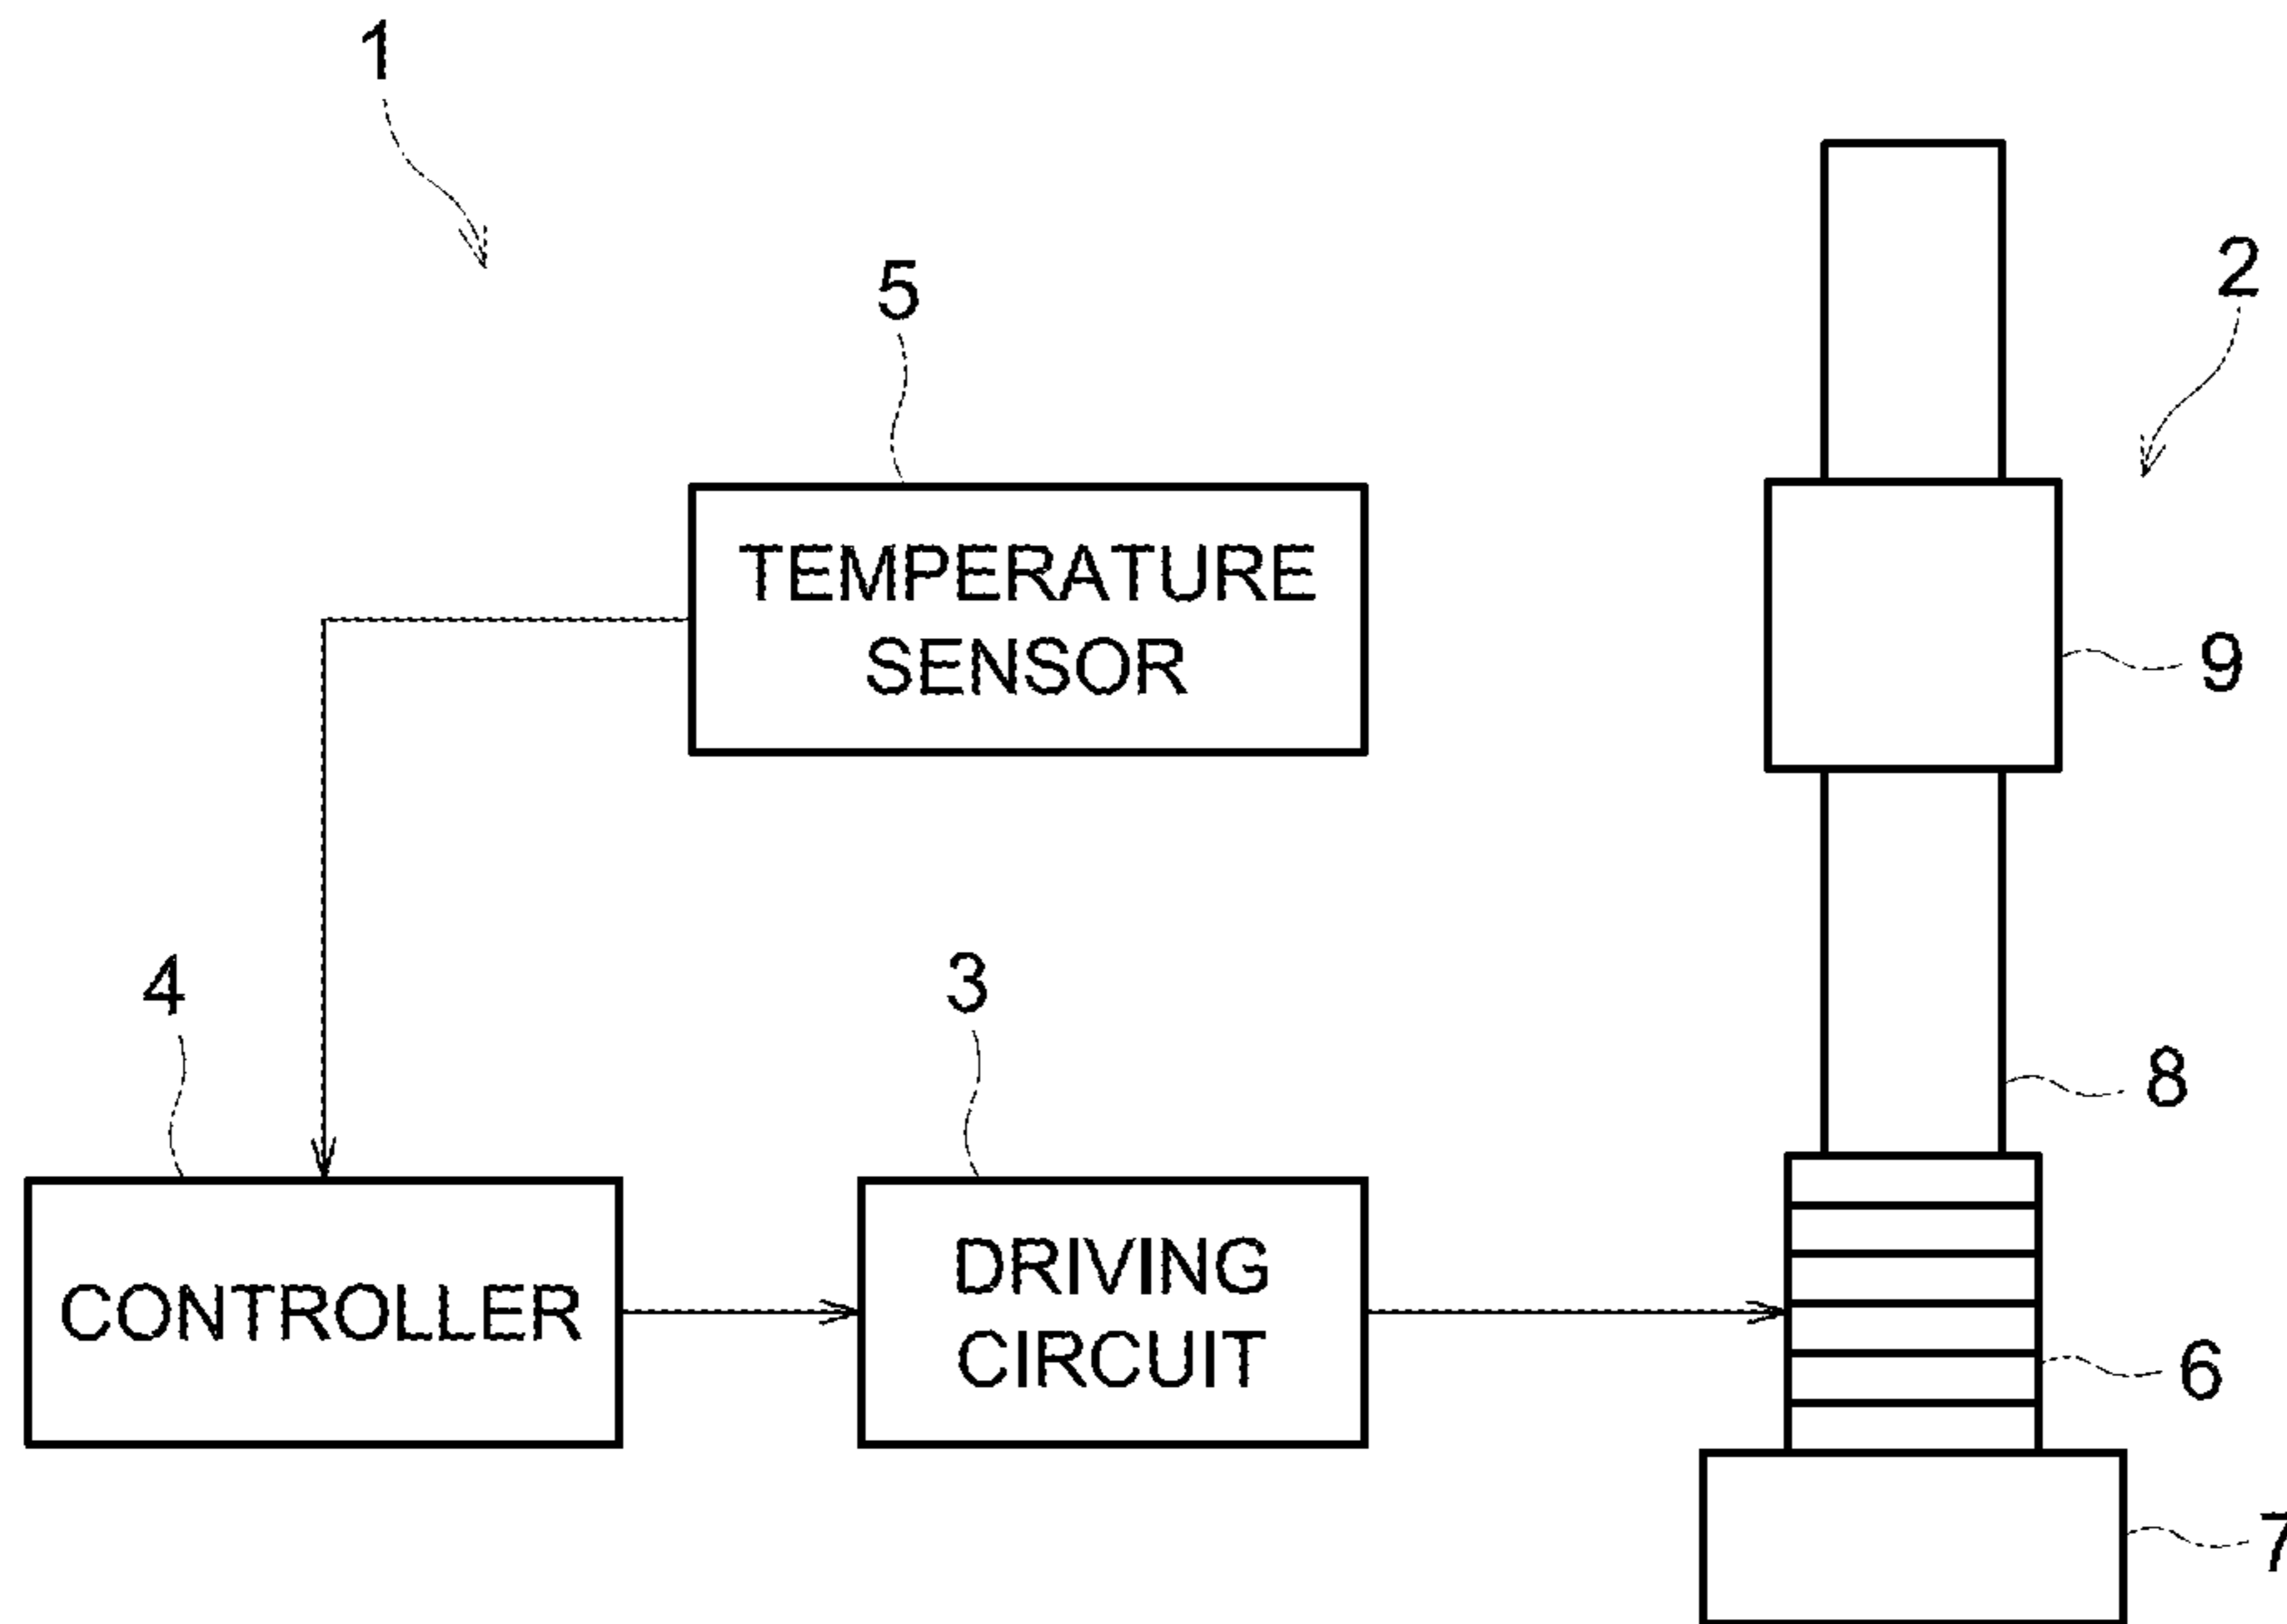 1
2
5
TEMPERATURE
SENSOR
9
4
3
8
CONTROLLER
DRIVING
CIRCUIT
6
7